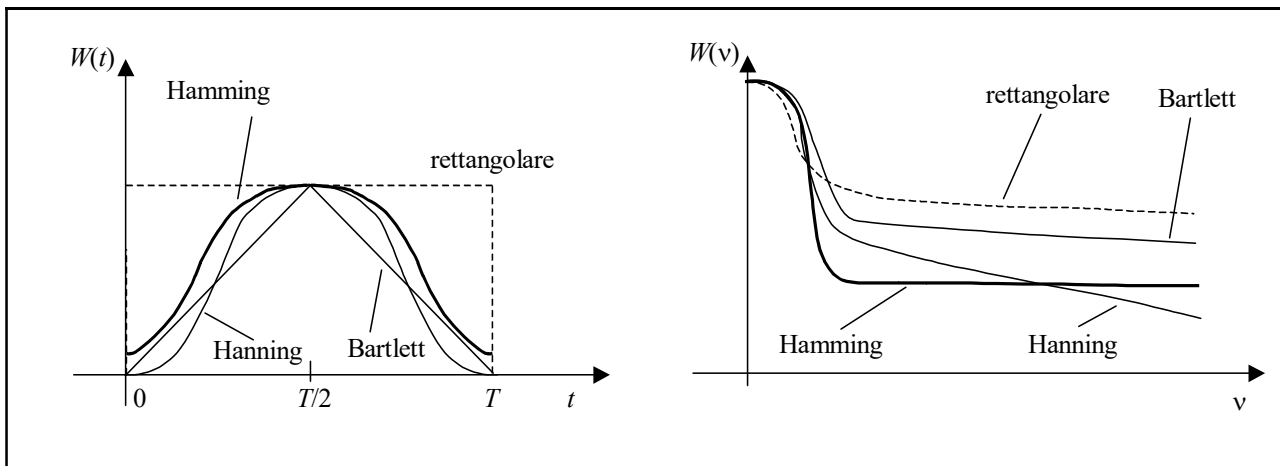 W(t)
Hamming
rettangolare
Hanning
Bartlett
0
T/2
T
t
W(ν)
rettangolare
Bartlett
Hamming
Hanning
ν